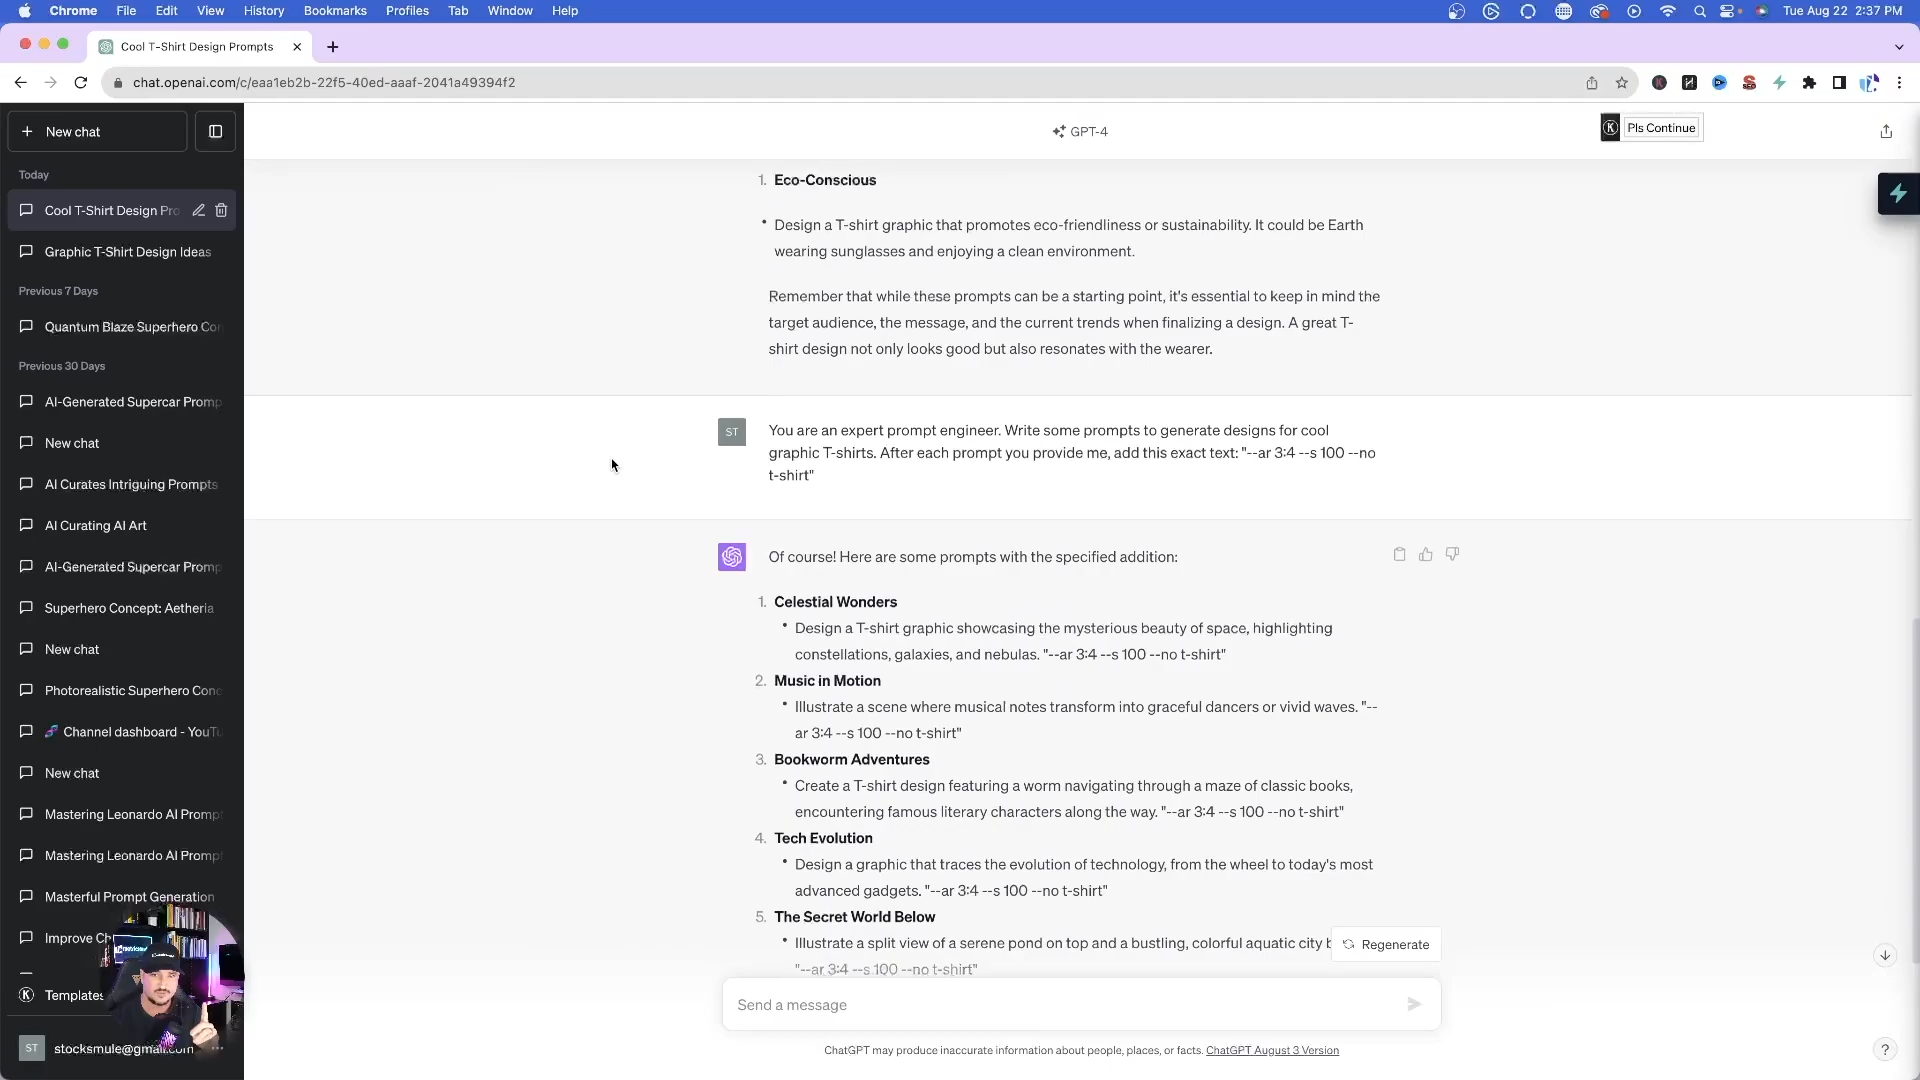 Chrome File Edit View History Bookmarks Profiles Tab Window Help Tue Aug 22 2:37 PM
Cool T-Shirt Design Prompts
chat.openai.com/c/eaa1eb2b-22f5-40ed-aaaf-2041a49394f2
New chat
Today
Cool T-Shirt Design Pro
Graphic T-Shirt Design Ideas
Previous 7 Days
Quantum Blaze Superhero Con
Previous 30 Days
AI-Generated Supercar Promp
New chat
AI Curates Intriguing Prompts
AI Curating AI Art
AI-Generated Supercar Promp
Superhero Concept: Aetheria
New chat
Photorealistic Superhero Conc
Channel dashboard - YouTu
New chat
Mastering Leonardo AI Prompt
Mastering Leonardo AI Prompt
Masterful Prompt Generation
Improve Ch
K Templates
ST
GPT-4
K Pls Continue
1. Eco-Conscious
• Design a T-shirt graphic that promotes eco-friendliness or sustainability. It could be Earth
wearing sunglasses and enjoying a clean environment.
Remember that while these prompts can be a starting point, it's essential to keep in mind the
target audience, the message, and the current trends when finalizing a design. A great T-
shirt design not only looks good but also resonates with the wearer.
ST You are an expert prompt engineer. Write some prompts to generate designs for cool
graphic T-shirts. After each prompt you provide me, add this exact text: "--ar 3:4 --s 100 --no
t-shirt"
Of course! Here are some prompts with the specified addition:
1. Celestial Wonders
• Design a T-shirt graphic showcasing the mysterious beauty of space, highlighting
constellations, galaxies, and nebulas. "--ar 3:4 --s 100 --no t-shirt"
2. Music in Motion
• Illustrate a scene where musical notes transform into graceful dancers or vivid waves. "--
ar 3:4 --s 100 --no t-shirt"
3. Bookworm Adventures
• Create a T-shirt design featuring a worm navigating through a maze of classic books,
encountering famous literary characters along the way. "--ar 3:4 --s 100 --no t-shirt"
4. Tech Evolution
• Design a graphic that traces the evolution of technology, from the wheel to today's most
advanced gadgets. "--ar 3:4 --s 100 --no t-shirt"
5. The Secret World Below
• Illustrate a split view of a serene pond on top and a bustling, colorful aquatic city b
"--ar 3:4 --s 100 --no t-shirt"
Regenerate
Send a message
ChatGPT may produce inaccurate information about people, places, or facts. ChatGPT August 3 Version
?